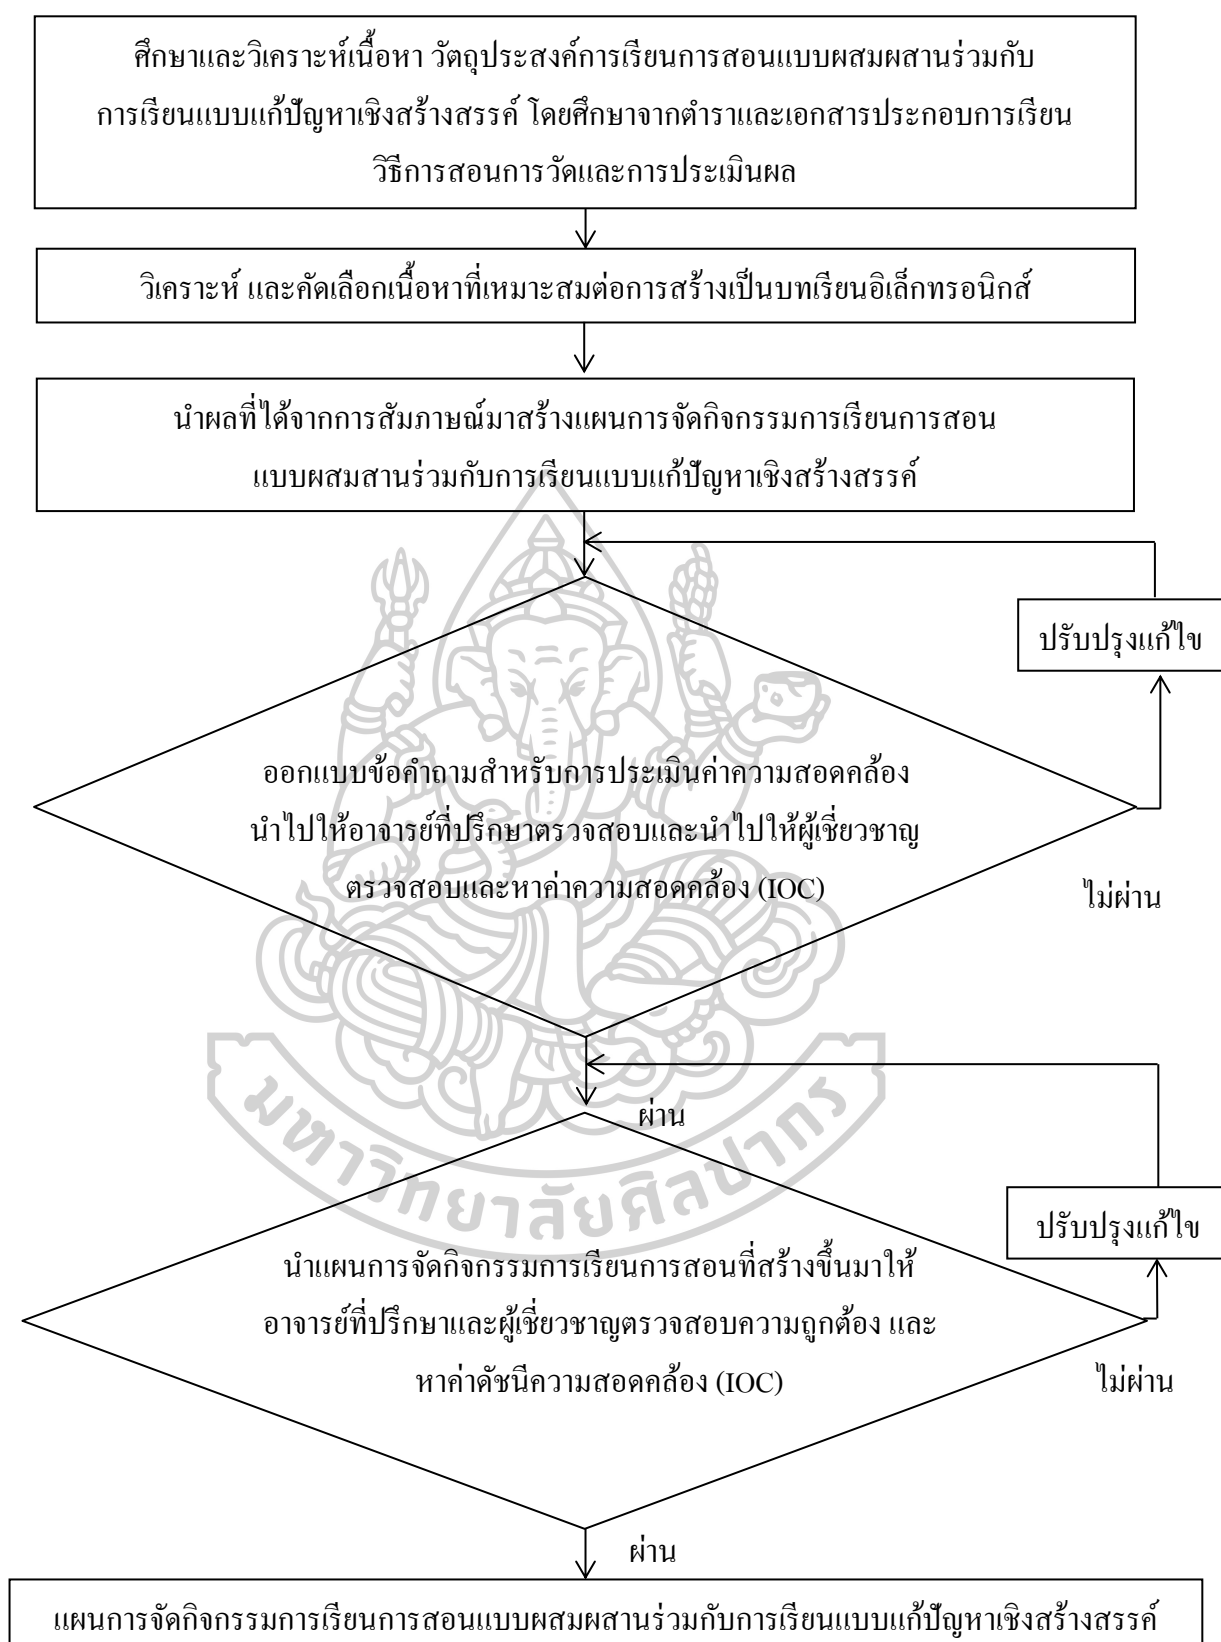 ศึกษาและวิเคราะห์เนื้อหา วัตถุประสงค์การเรียนการสอนแบบผสมผสานร่วมกับ
การเรียนแบบแก้ปัญหาเชิงสร้างสรรค์ โดยศึกษาจากตำราและเอกสารประกอบการเรียน
วิธีการสอนการวัดและการประเมินผล
วิเคราะห์ และคัดเลือกเนื้อหาที่เหมาะสมต่อการสร้างเป็นบทเรียนอิเล็กทรอนิกส์
นำผลที่ได้จากการสัมภาษณ์มาสร้างแผนการจัดกิจกรรมการเรียนการสอน
แบบผสมสานร่วมกับการเรียนแบบแก้ปัญหาเชิงสร้างสรรค์
ปรับปรุงแก้ไข
ออกแบบข้อคำถามสำหรับการประเมินค่าความสอดคล้อง
นำไปให้อาจารย์ที่ปรึกษาตรวจสอบและนำไปให้ผู้เชี่ยวชาญ
ตรวจสอบและหาค่าความสอดคล้อง (IOC)
ไม่ผ่าน
ผ่าน
มหาวิทยาลัยศิลปากร
ปรับปรุงแก้ไข
นำแผนการจัดกิจกรรมการเรียนการสอนที่สร้างขึ้นมาให้
อาจารย์ที่ปรึกษาและผู้เชี่ยวชาญตรวจสอบความถูกต้อง และ
หาค่าดัชนีความสอดคล้อง (IOC)
ไม่ผ่าน
ผ่าน
แผนการจัดกิจกรรมการเรียนการสอนแบบผสมผสานร่วมกับการเรียนแบบแก้ปัญหาเชิงสร้างสรรค์